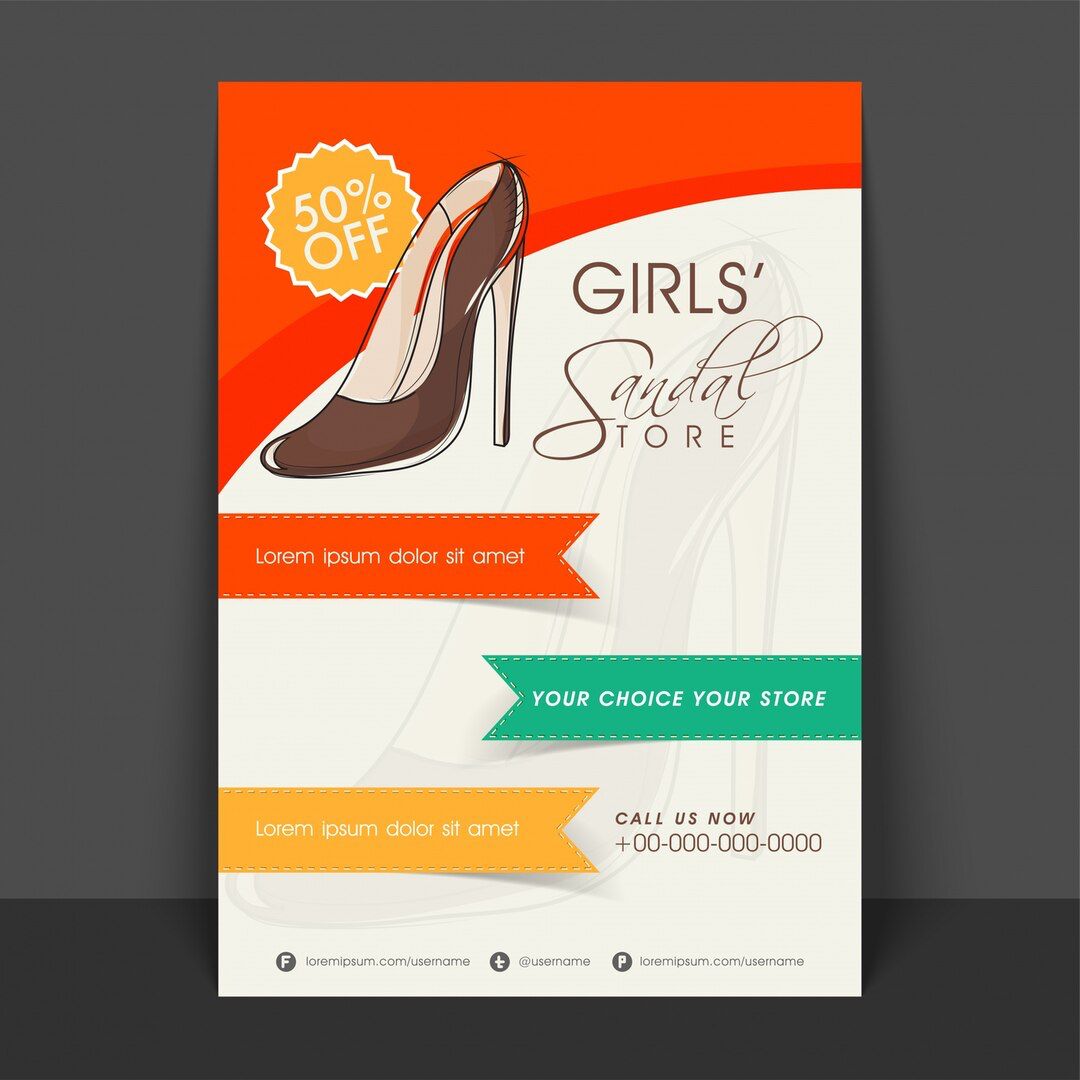 50%
OFF
GIRLS'
Sandal
STORE
Lorem ipsum dolor sit amet
YOUR CHOICE YOUR STORE
Lorem ipsum dolor sit amet
CALL US NOW
+00-000-000-0000
F loremipsum.com/username t @username P loremipsum.com/username